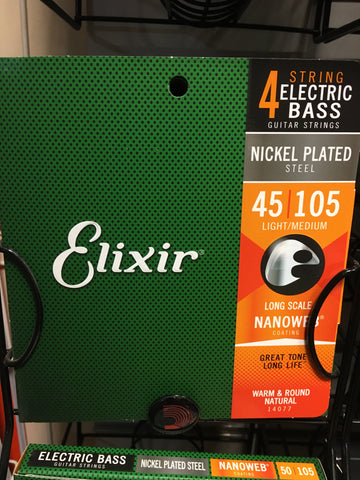 4 STRING
ELECTRIC
BASS
GUITAR STRINGS
NICKEL PLATED
STEEL
45|105
LIGHT/MEDIUM
Elixir®
LONG SCALE
NANOWEB®
COATING
GREAT TONE
LONG LIFE
WARM & ROUND
NATURAL
14077
ELECTRIC BASS
GUITAR STRINGS
NICKEL PLATED STEEL
NANOWEB®
COATING
50|105